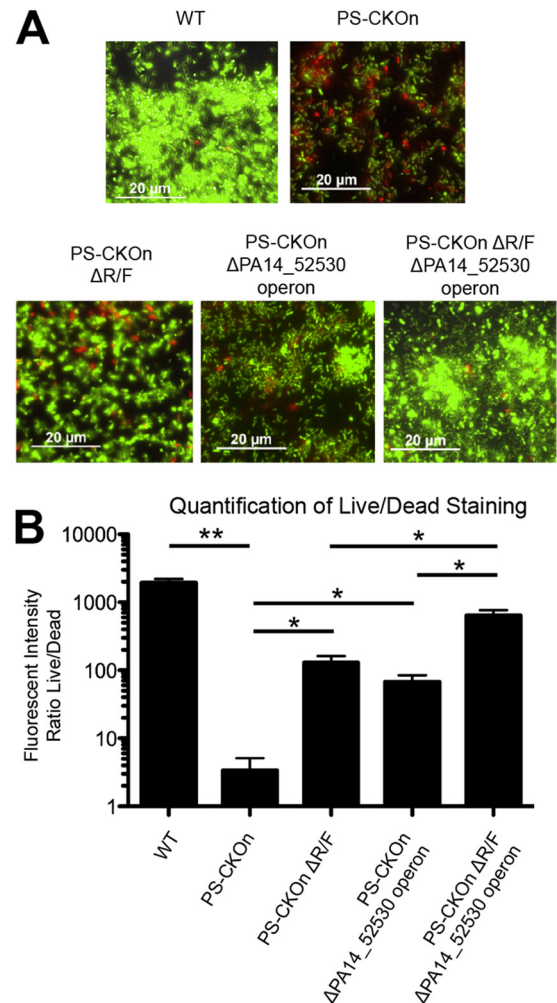 A
WT
PS-CKOn
20 µm
20 µm
PS-CKOn
ΔR/F
PS-CKOn
ΔPA14_52530
operon
PS-CKOn ΔR/F
ΔPA14_52530
operon
20 µm
20 µm
20 µm
B
Quantification of Live/Dead Staining
Fluorescent Intensity
Ratio Live/Dead
10000
1000
100
10
1
**
*
*
*
*
WT
PS-CKOn
PS-CKOn ΔR/F
PS-CKOn
ΔPA14_52530 operon
PS-CKOn ΔR/F
ΔPA14_52530 operon